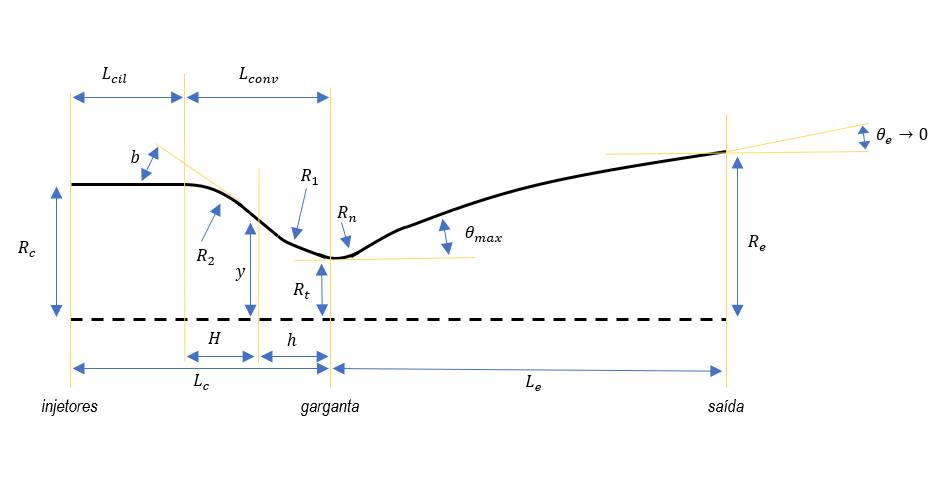 L_cil
L_conv
θ_e → 0
b
R_1
R_n
θ_max
R_c
R_2
y
R_t
R_e
H
h
L_c
L_e
injetores
garganta
saída